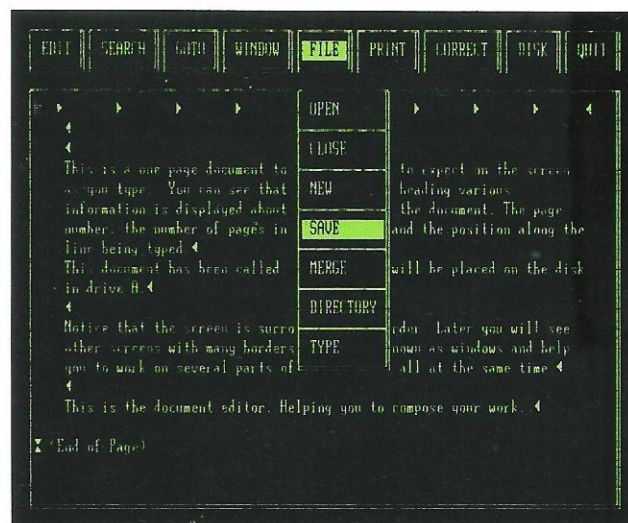 EDIT SEARCH GOTO WINDOW FILE PRINT CORRECT DISK QUIT
OPEN
CLOSE
NEW
SAVE
MERGE
DIRECTORY
TYPE
This is a one page document to to expect on the screen
as you type. You can see that heading various
information is displayed about the document. The page
number, the number of pages in and the position along the
line being typed.
This document has been called will be placed on the disk
in drive A.
Notice that the screen is surro rder. Later you will see
other screens with many borders nown as windows and help
you to work on several parts of all at the same time
This is the document editor. Helping you to compose your work.
(End of Page)